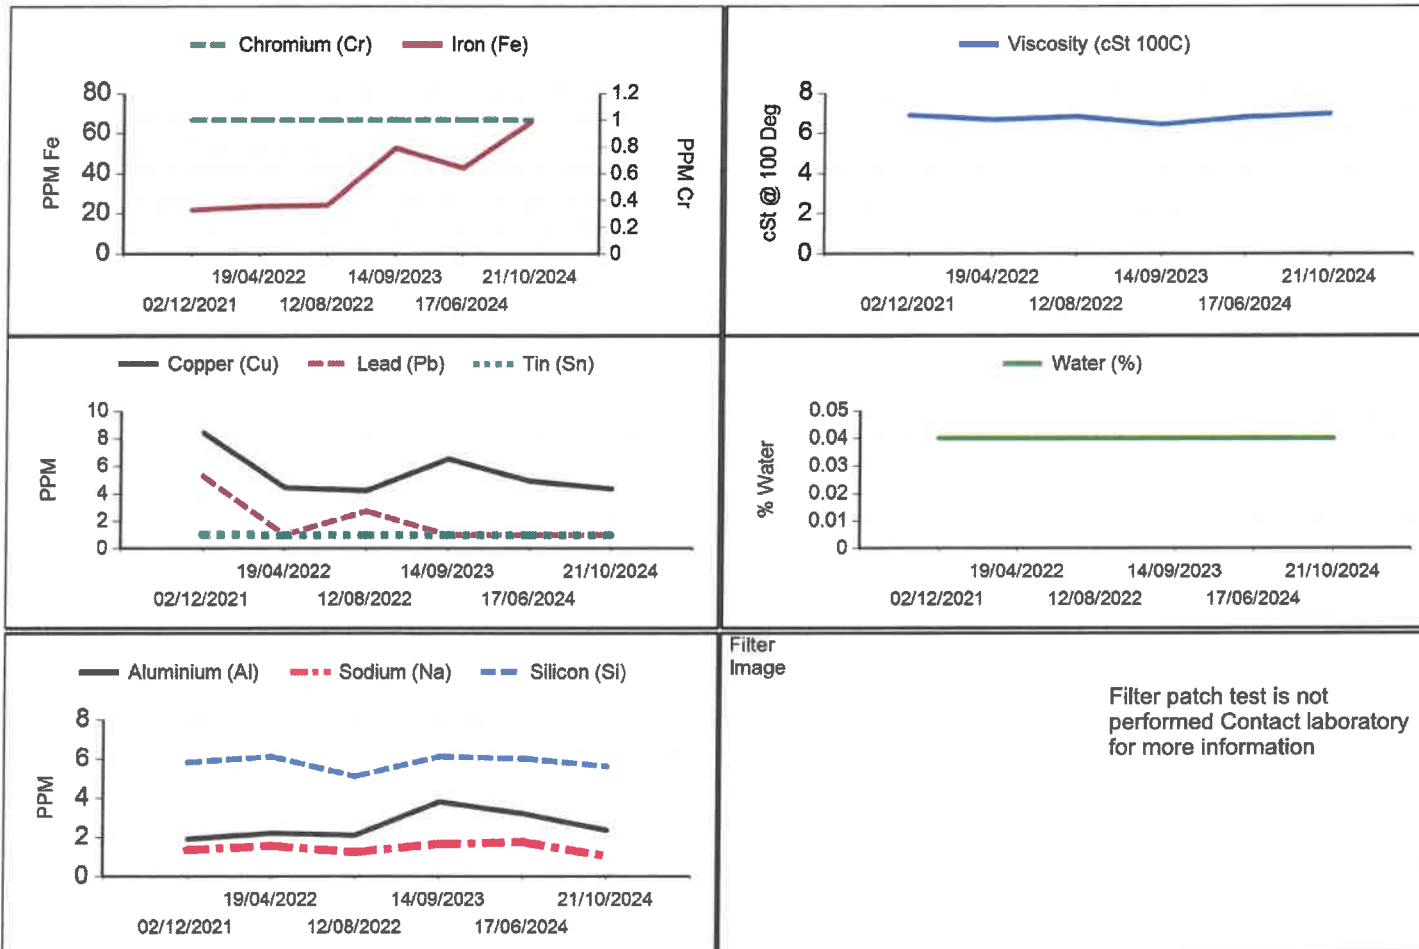 Chromium (Cr) Iron (Fe)
80
60
40
20
0
PPM Fe
1.2
1
0.8
0.6
0.4
0.2
0
PPM Cr
19/04/2022 14/09/2023 21/10/2024
02/12/2021 12/08/2022 17/06/2024
Viscosity (cSt 100C)
8
6
4
2
0
cSt @ 100 Deg
19/04/2022 14/09/2023 21/10/2024
02/12/2021 12/08/2022 17/06/2024
Copper (Cu) Lead (Pb) Tin (Sn)
10
8
6
4
2
0
PPM
19/04/2022 14/09/2023 21/10/2024
02/12/2021 12/08/2022 17/06/2024
Water (%)
0.05
0.04
0.03
0.02
0.01
0
% Water
19/04/2022 14/09/2023 21/10/2024
02/12/2021 12/08/2022 17/06/2024
Aluminium (Al) Sodium (Na) Silicon (Si)
8
6
4
2
0
PPM
19/04/2022 14/09/2023 21/10/2024
02/12/2021 12/08/2022 17/06/2024
Filter
Image
Filter patch test is not
performed Contact laboratory
for more information